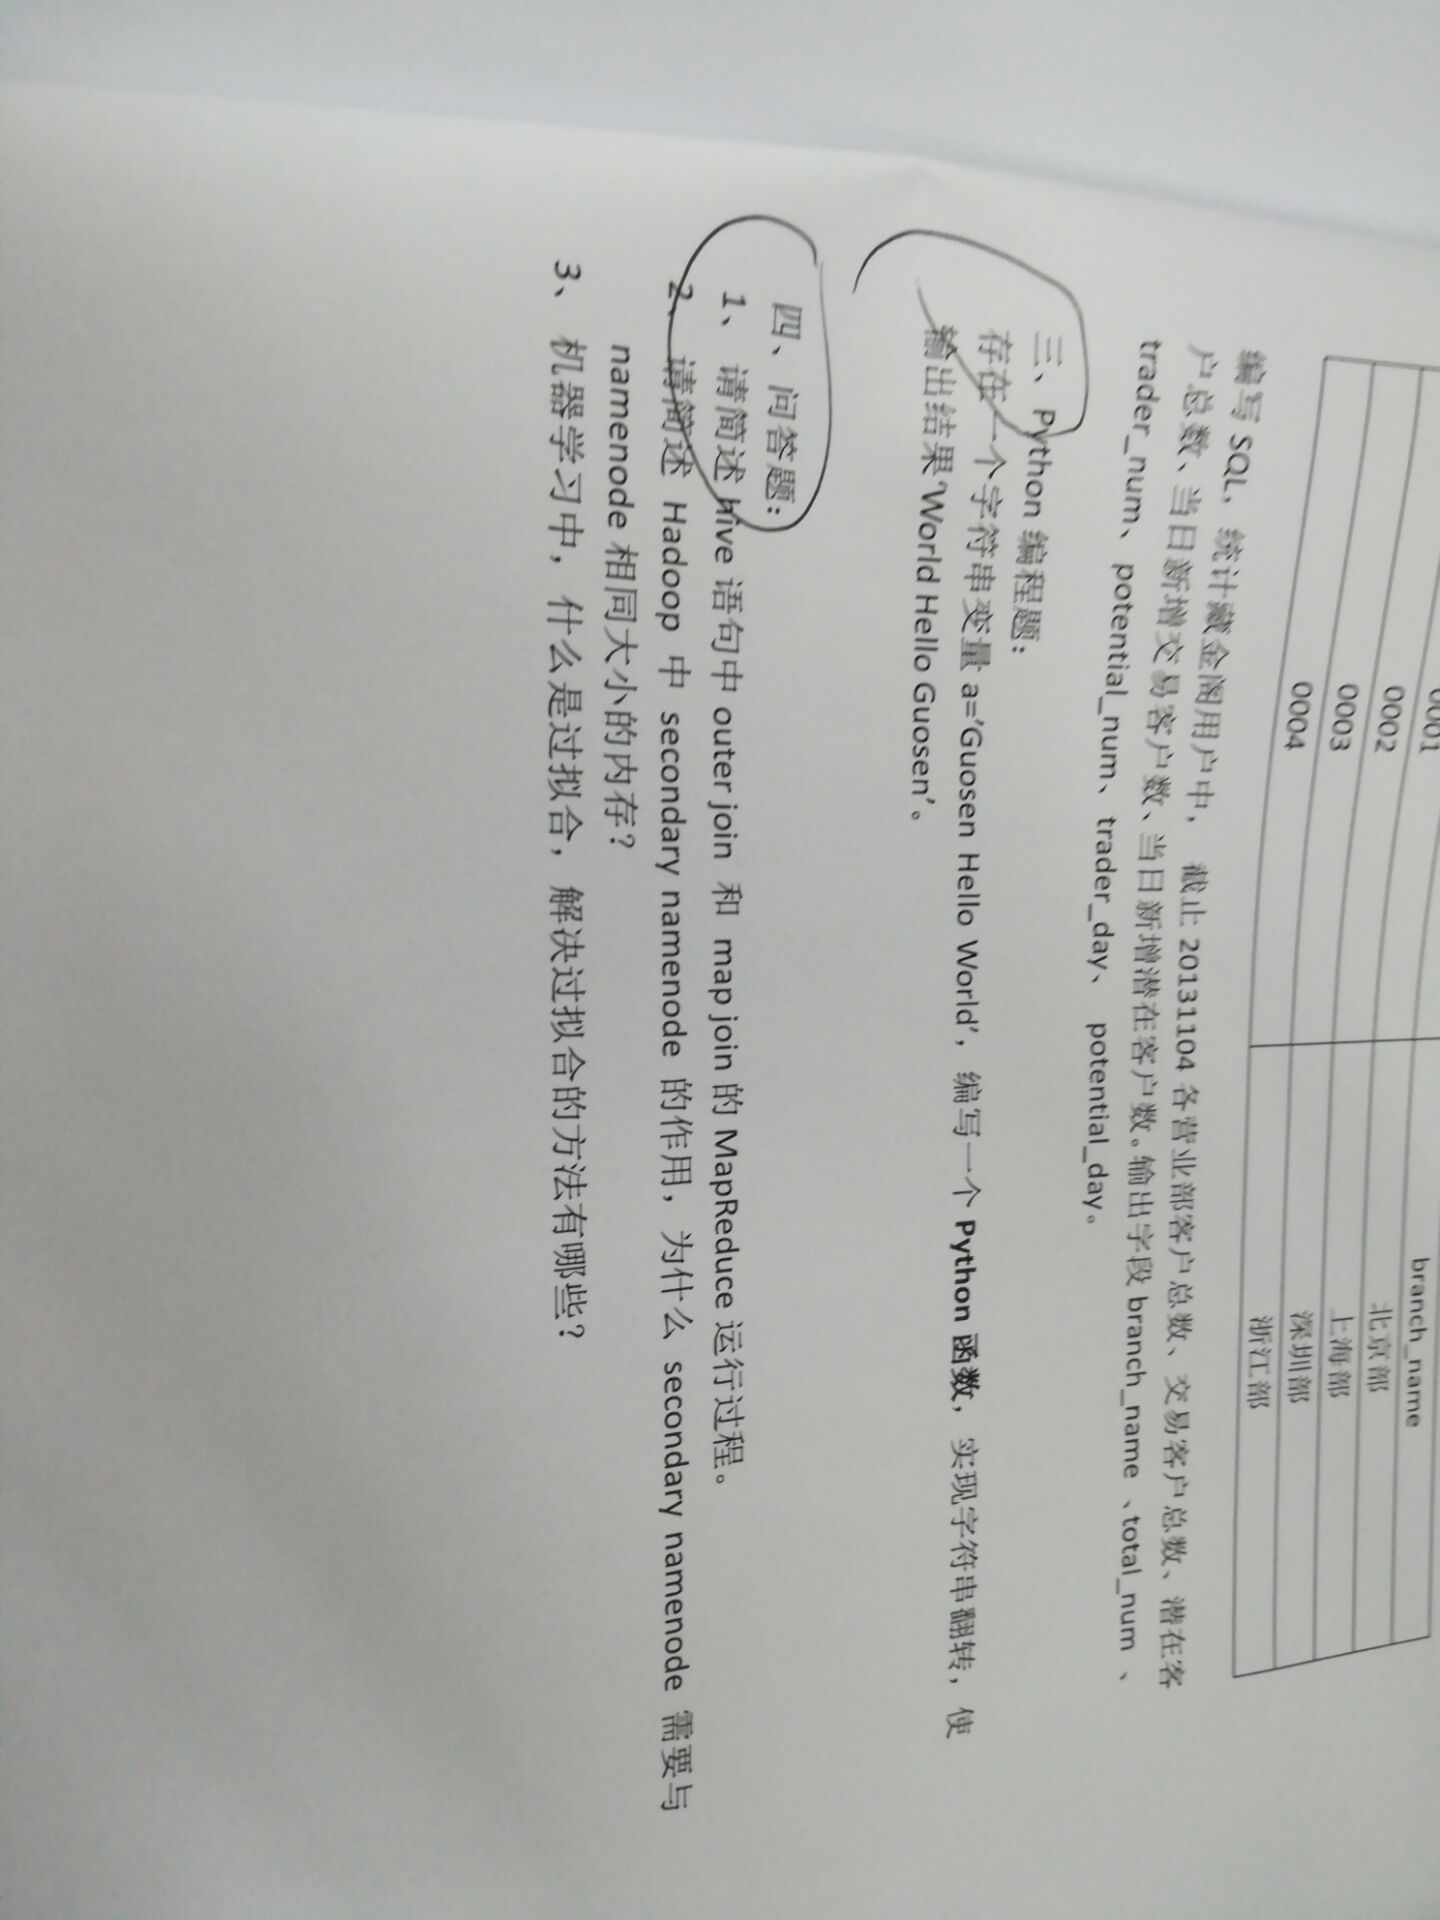 0001
branch_name
0002 北京部
0003 上海部
0004 深圳部
浙江部
编写 SQL，统计藏金阁用户中， 截止 20131104 各营业部客户总数、交易客户总数、潜在客
户总数、当日新增交易客户数、当日新增潜在客户数。输出字段 branch_name 、total_num 、
trader_num、potential_num、trader_day、 potential_day。
三、Python 编程题：
存在一个字符串变量 a='Guosen Hello World'， 编写一个 Python 函数，实现字符串翻转，使
输出结果'World Hello Guosen'。
四、问答题：
1、 请简述 hive 语句中 outer join 和 map join 的 MapReduce 运行过程。
2、 请简述 Hadoop 中 secondary namenode 的作用，为什么 secondary namenode 需要与
namenode 相同大小的内存？
3、 机器学习中，什么是过拟合，解决过拟合的方法有哪些？